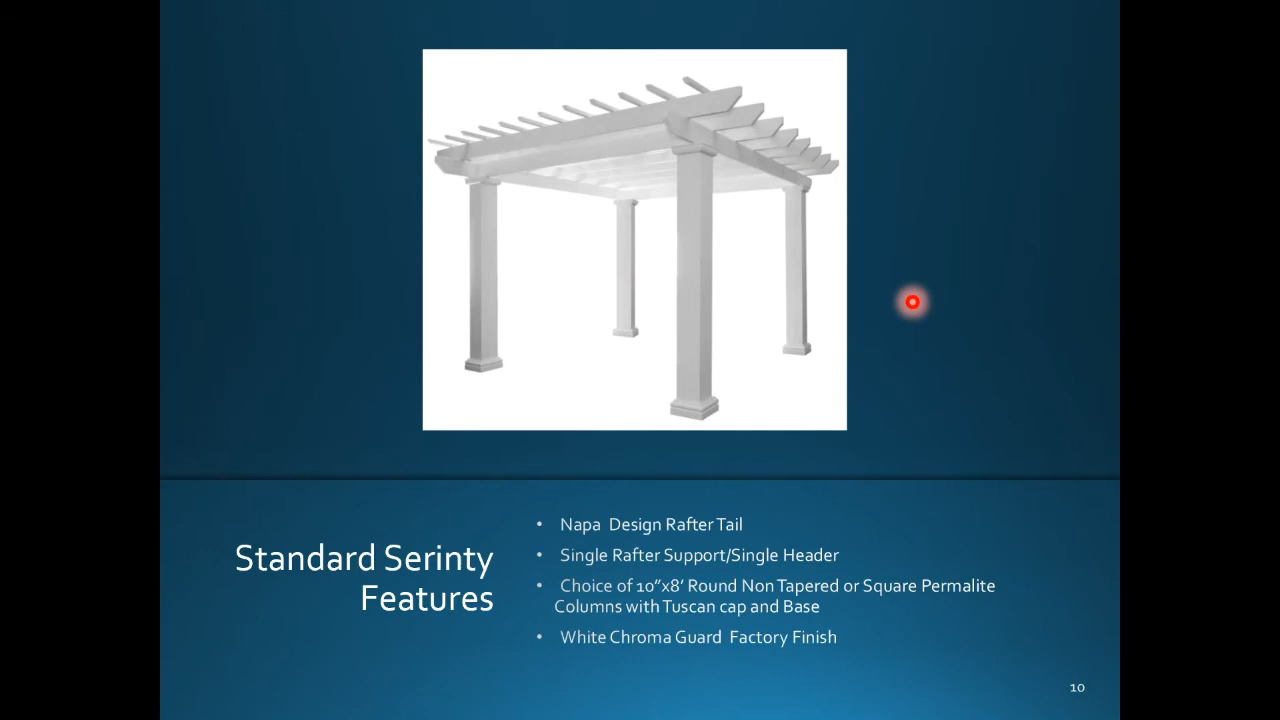 Standard Serinty
Features
• Napa Design Rafter Tail
• Single Rafter Support/Single Header
• Choice of 10”x8’ Round Non Tapered or Square Permalite
Columns with Tuscan cap and Base
• White Chroma Guard Factory Finish
10